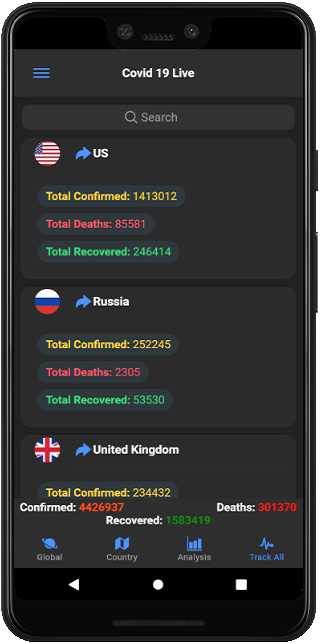 Covid 19 Live
Search
US
Total Confirmed: 1413012
Total Deaths: 85581
Total Recovered: 246414
Russia
Total Confirmed: 252245
Total Deaths: 2305
Total Recovered: 53530
United Kingdom
Total Confirmed: 234432
Confirmed: 4426937 Deaths: 301370
Recovered: 1583419
Global Country Analysis Track All